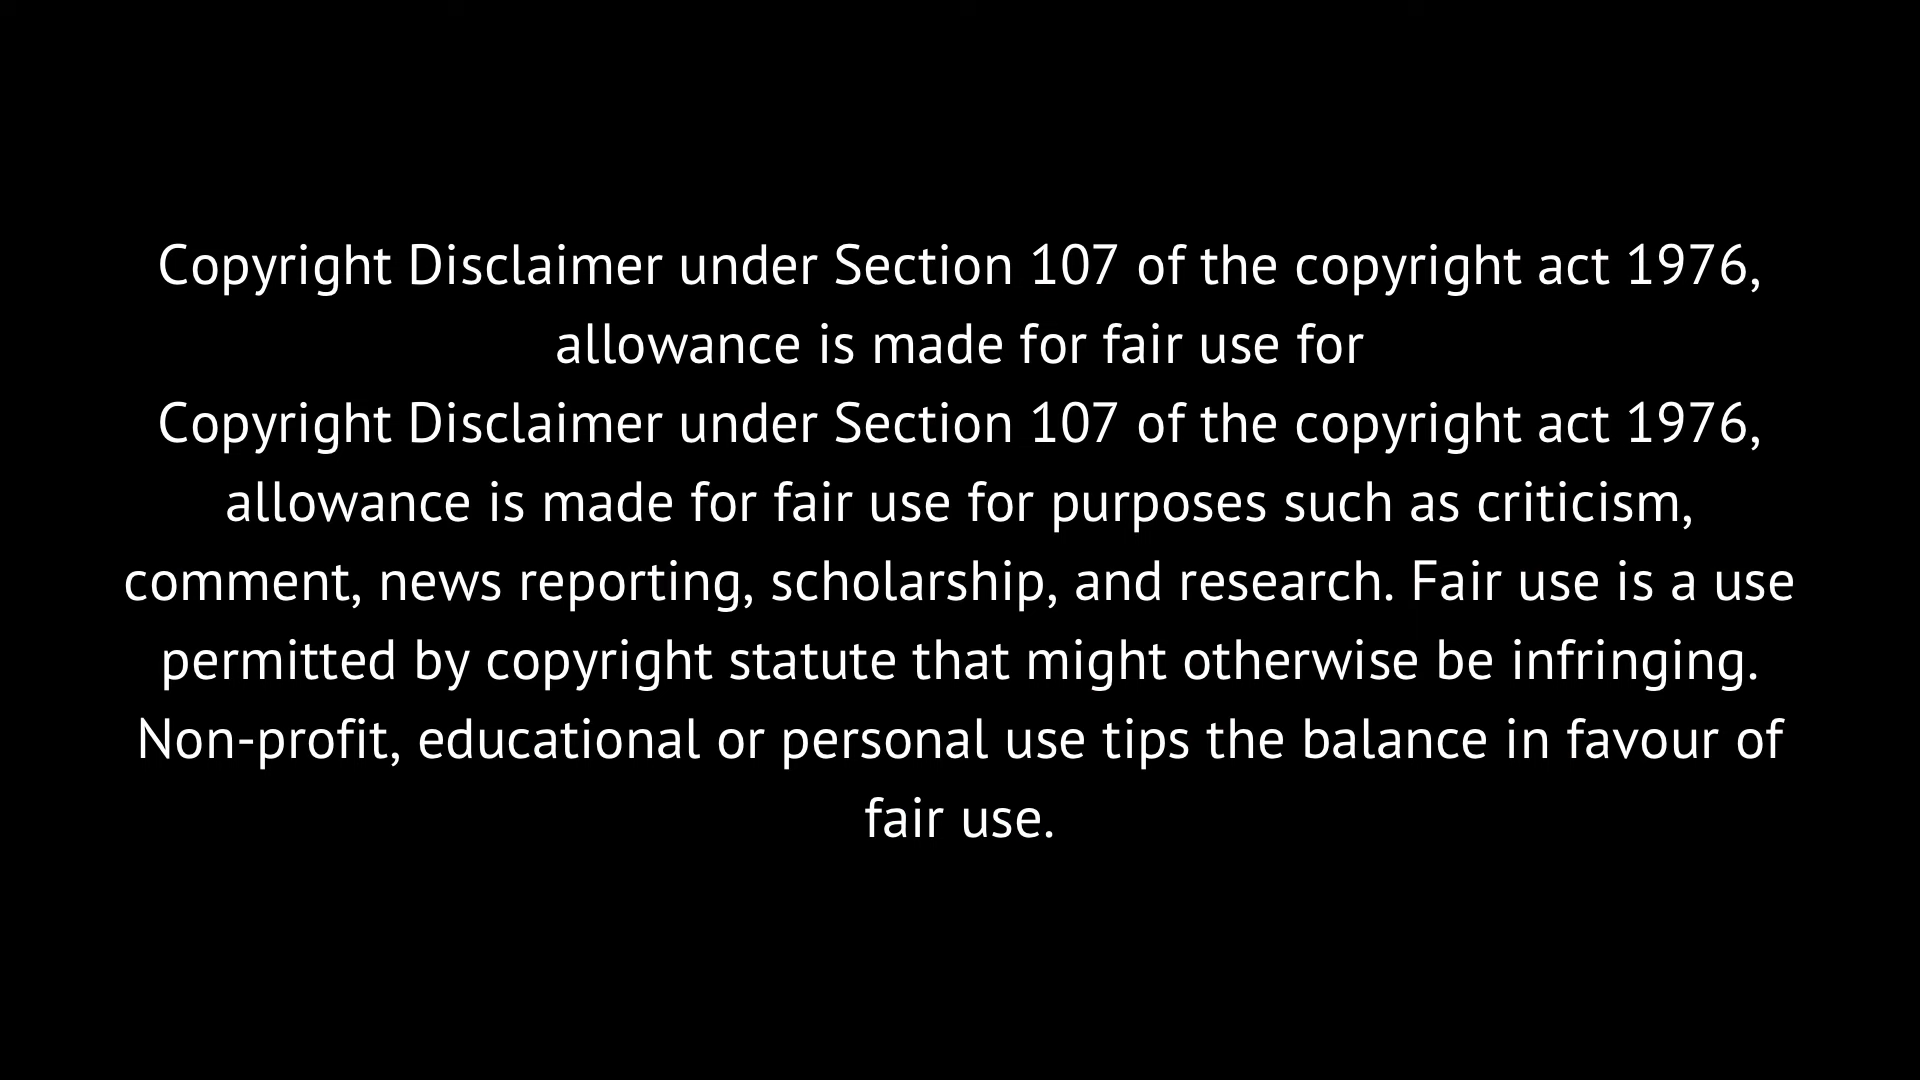 Copyright Disclaimer under Section 107 of the copyright act 1976,
allowance is made for fair use for
Copyright Disclaimer under Section 107 of the copyright act 1976,
allowance is made for fair use for purposes such as criticism,
comment, news reporting, scholarship, and research. Fair use is a use
permitted by copyright statute that might otherwise be infringing.
Non-profit, educational or personal use tips the balance in favour of
fair use.